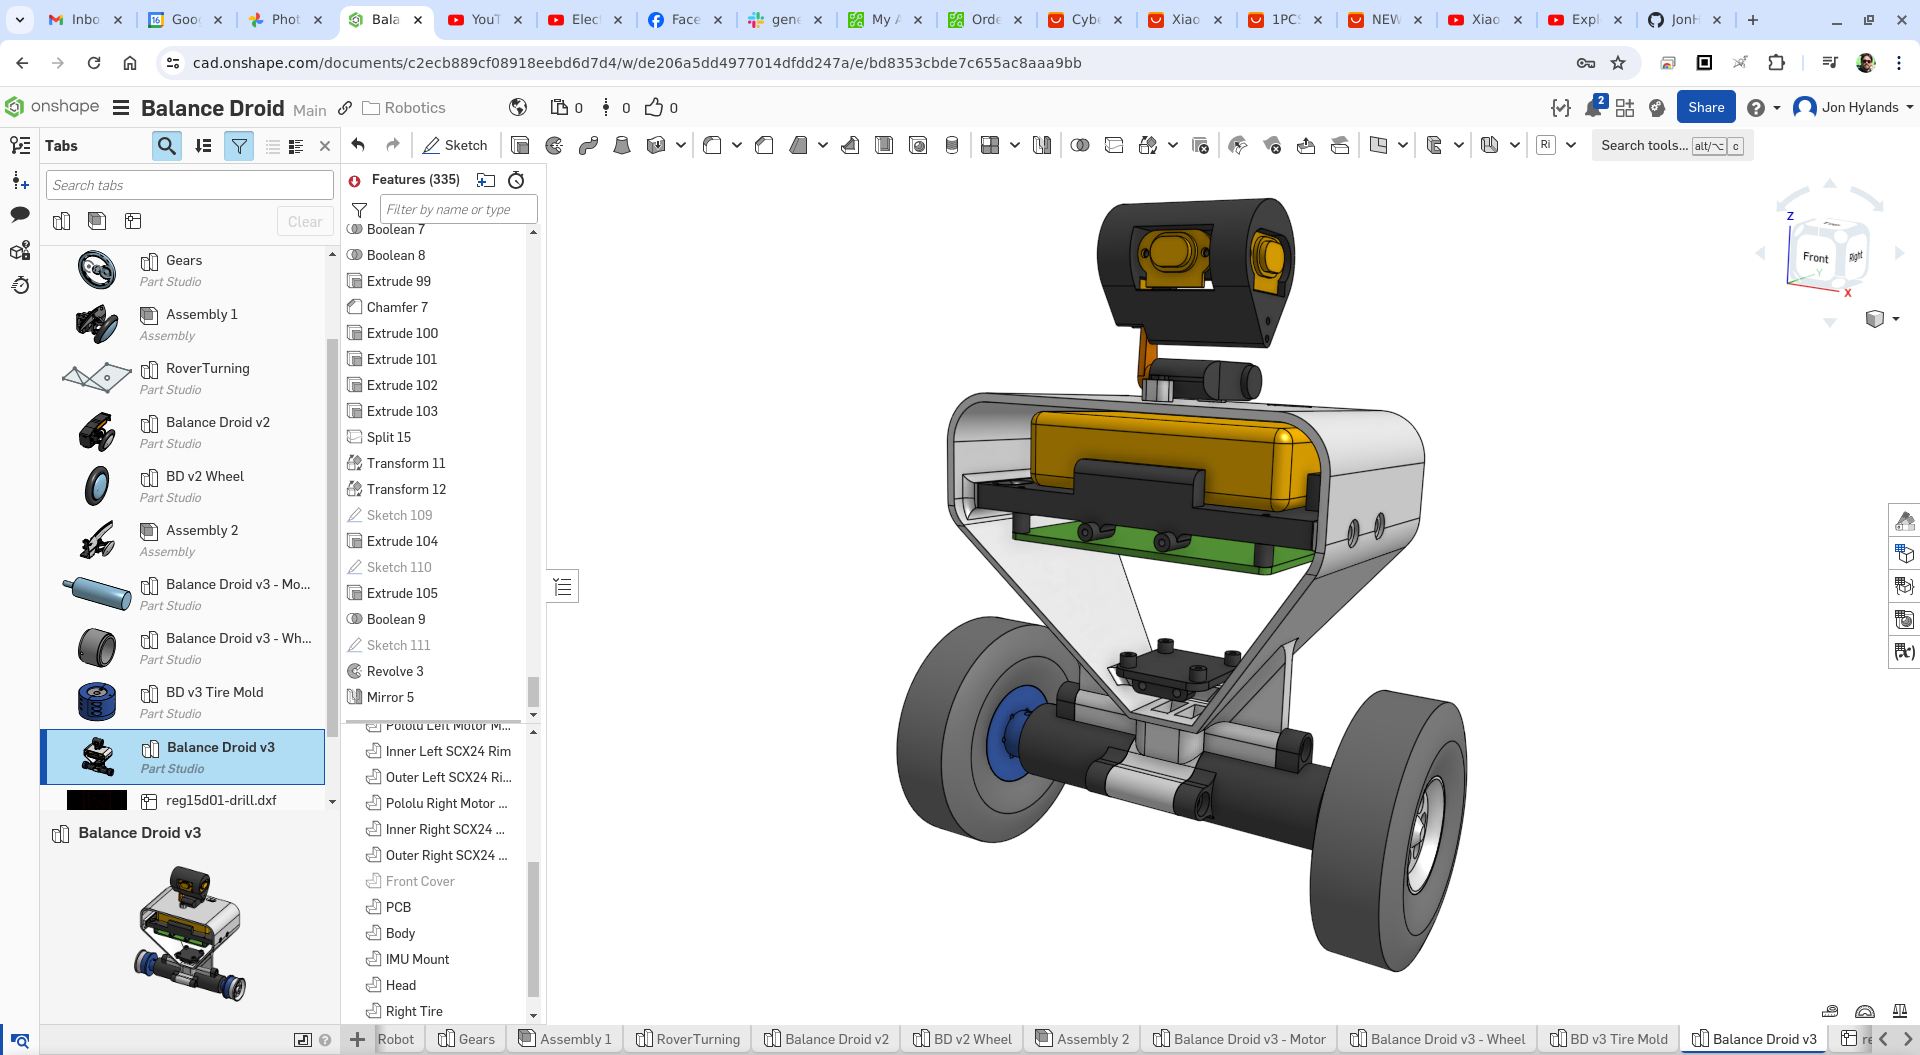 Inbo
Goo
Phot
Bala
YouT
Elec
Face
gene
My A
Orde
Cybe
Xiao
1PC
NEW
Xiao
Expl
JonH
cad.onshape.com/documents/c2ecb889cf08918eebd6d7d4/w/de206a5dd4977014dfdd247a/e/bd8353cbde7c655ac8aaa9bb
onshape
Balance Droid
Main
Robotics
0
0
0
2
Share
Jon Hylands
Tabs
Sketch
Ri
Search tools...
alt/⌥
c
Search tabs
Clear
Gears
Part Studio
Assembly 1
Assembly
RoverTurning
Part Studio
Balance Droid v2
Part Studio
BD v2 Wheel
Part Studio
Assembly 2
Assembly
Balance Droid v3 - Mo...
Part Studio
Balance Droid v3 - Wh...
Part Studio
BD v3 Tire Mold
Part Studio
Balance Droid v3
Part Studio
reg15d01-drill.dxf
Balance Droid v3
Features (335)
Filter by name or type
Boolean 7
Boolean 8
Extrude 99
Chamfer 7
Extrude 100
Extrude 101
Extrude 102
Extrude 103
Split 15
Transform 11
Transform 12
Sketch 109
Extrude 104
Sketch 110
Extrude 105
Boolean 9
Sketch 111
Revolve 3
Mirror 5
Pololu Left Motor M...
Inner Left SCX24 Rim
Outer Left SCX24 Ri...
Pololu Right Motor ...
Inner Right SCX24 ...
Outer Right SCX24 ...
Front Cover
PCB
Body
IMU Mount
Head
Right Tire
Z
Front
Right
Y
X
Robot
Gears
Assembly 1
RoverTurning
Balance Droid v2
BD v2 Wheel
Assembly 2
Balance Droid v3 - Motor
Balance Droid v3 - Wheel
BD v3 Tire Mold
Balance Droid v3
re